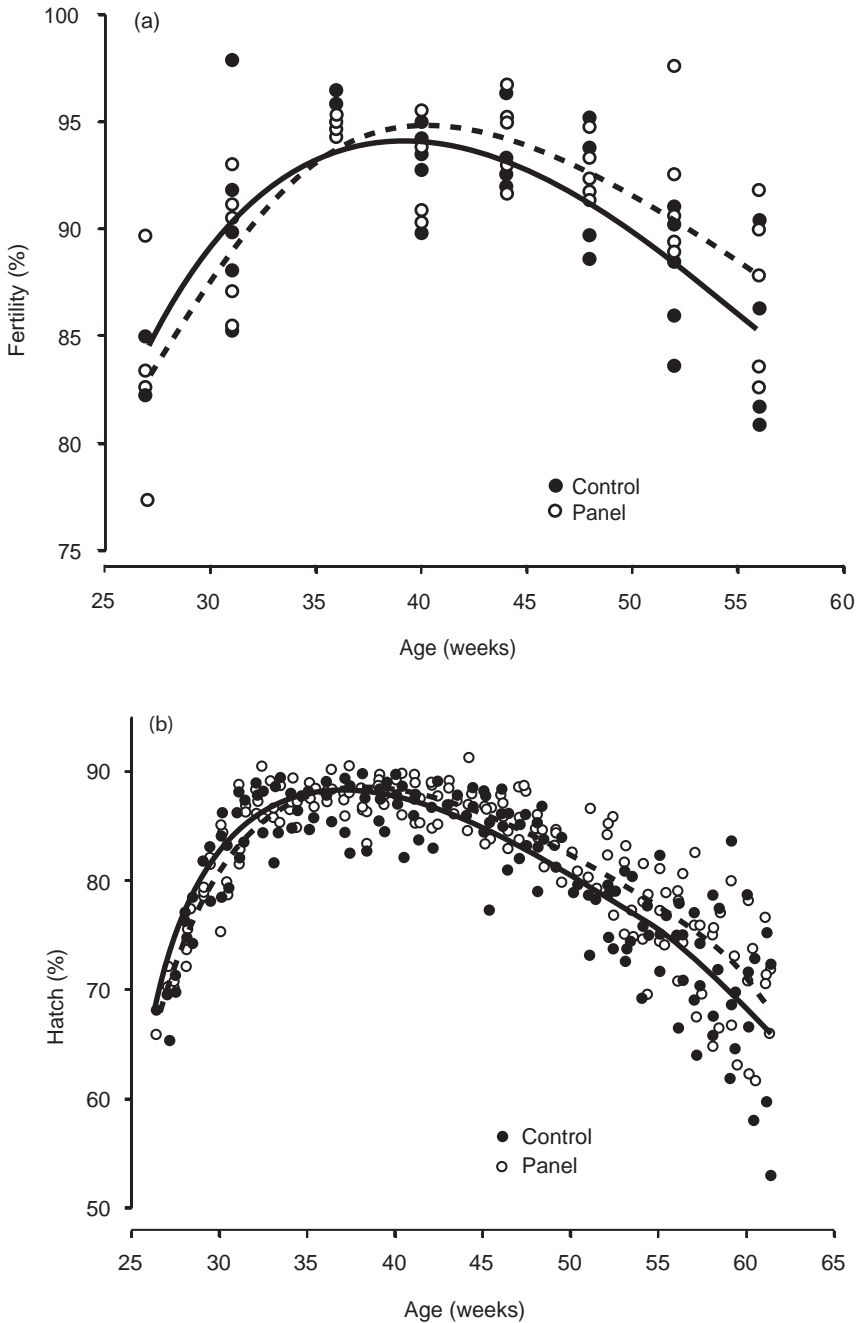 (a)
100
95
90
85
80
75
Fertility (%)
Control
Panel
25 30 35 40 45 50 55 60
Age (weeks)
(b)
90
80
70
60
50
Hatch (%)
Control
Panel
25 30 35 40 45 50 55 60 65
Age (weeks)